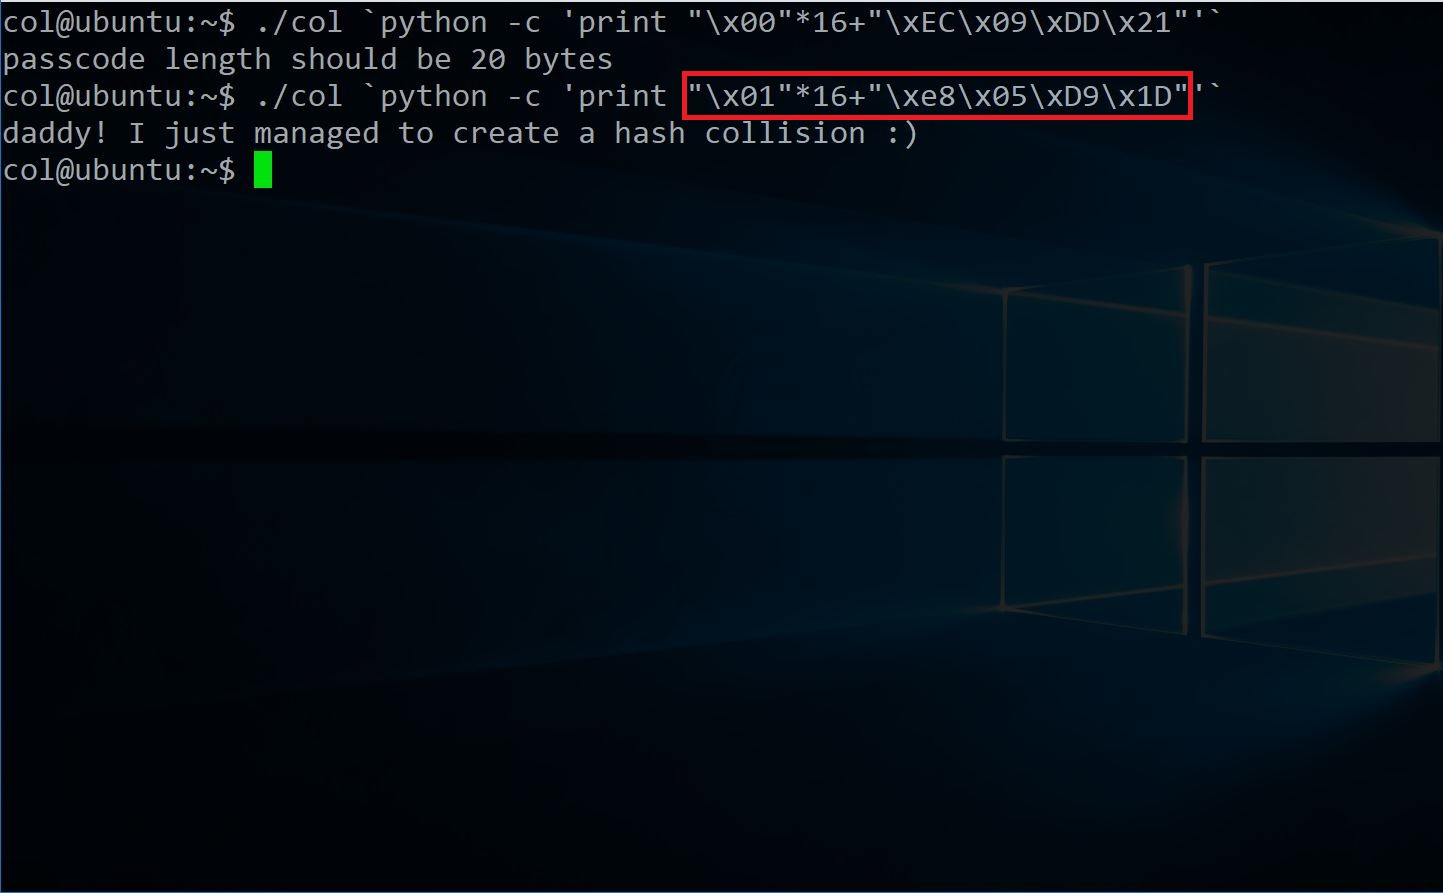 col@ubuntu:~$ ./col `python -c 'print "\x00"*16+"\xEC\x09\xDD\x21"'`
passcode length should be 20 bytes
col@ubuntu:~$ ./col `python -c 'print "\x01"*16+"\xe8\x05\xD9\x1D"'`
daddy! I just managed to create a hash collision :)
col@ubuntu:~$